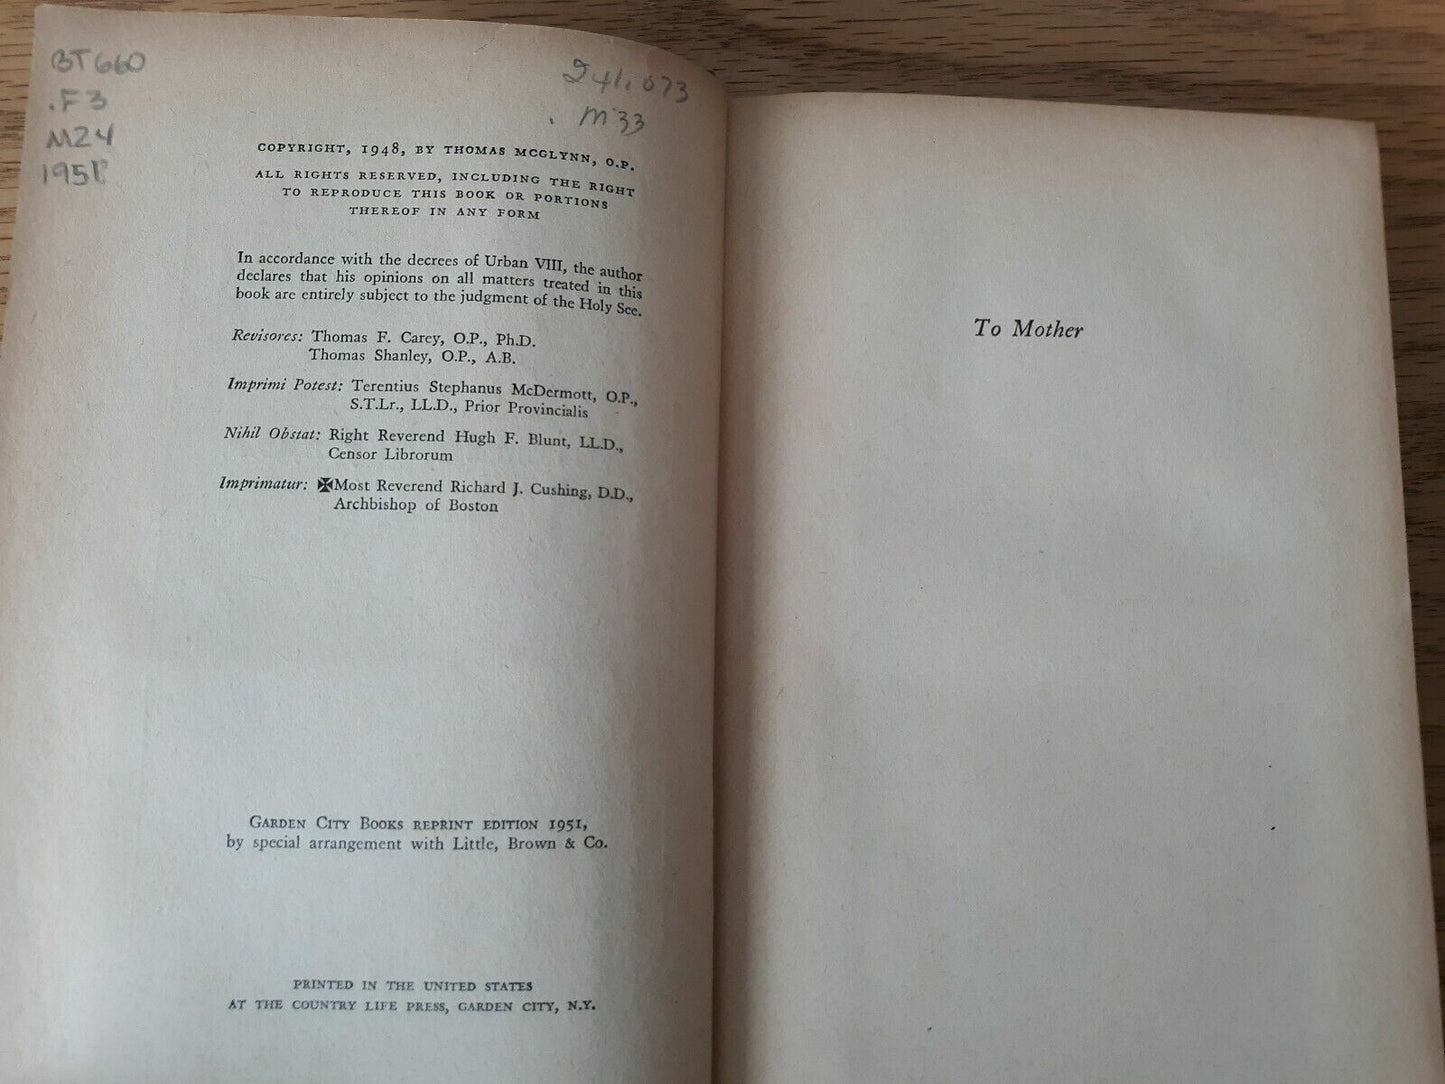 BT660
.F3
M24
1951
241.073
. M33
COPYRIGHT, 1948, BY THOMAS MCGLYNN, O.P.
ALL RIGHTS RESERVED, INCLUDING THE RIGHT
TO REPRODUCE THIS BOOK OR PORTIONS
THEREOF IN ANY FORM
In accordance with the decrees of Urban VIII, the author
declares that his opinions on all matters treated in this
book are entirely subject to the judgment of the Holy See.
Revisores: Thomas F. Carey, O.P., Ph.D.
Thomas Shanley, O.P., A.B.
Imprimi Potest: Terentius Stephanus McDermott, O.P.,
S.T.Lr., LL.D., Prior Provincialis
Nihil Obstat: Right Reverend Hugh F. Blunt, LL.D.,
Censor Librorum
Imprimatur: ✠Most Reverend Richard J. Cushing, D.D.,
Archbishop of Boston
GARDEN CITY BOOKS REPRINT EDITION 1951,
by special arrangement with Little, Brown & Co.
PRINTED IN THE UNITED STATES
AT THE COUNTRY LIFE PRESS, GARDEN CITY, N.Y.
To Mother